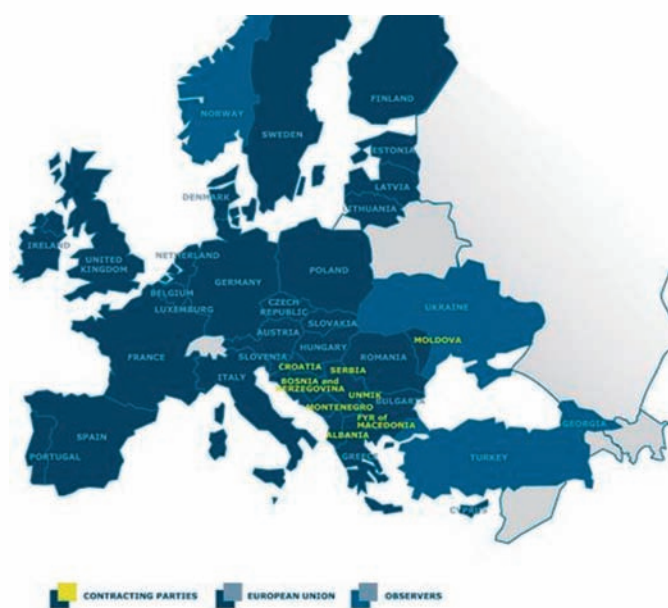 FINLAND
NORWAY
SWEDEN
ESTONIA
LATVIA
DENMARK
LITHUANIA
IRELAND
UNITED
KINGDOM
NETHERLAND
GERMANY
POLAND
BELGIUM
LUXEMBURG
CZECH
REPUBLIC
UKRAINE
SLOVAKIA
AUSTRIA
MOLDOVA
HUNGARY
FRANCE
SLOVENIA
ROMANIA
CROATIA
SERBIA
ITALY
BOSNIA and
HERZEGOVINA
UNMIK
BULGARIA
MONTENEGRO
FYR of
MACEDONIA
GEORGIA
SPAIN
ALBANIA
PORTUGAL
GREECE
TURKEY
CYPRUS
CONTRACTING PARTIES
EUROPEAN UNION
OBSERVERS